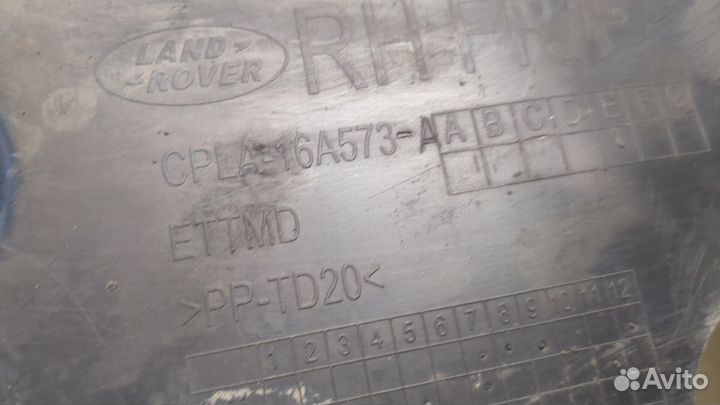 LAND ROVER
RH FR
CPLA-16A573-A A B C D E F G
ETTMD
>PP-TD20<
1 2 3 4 5 6 7 8 9 10 11 12
Avito